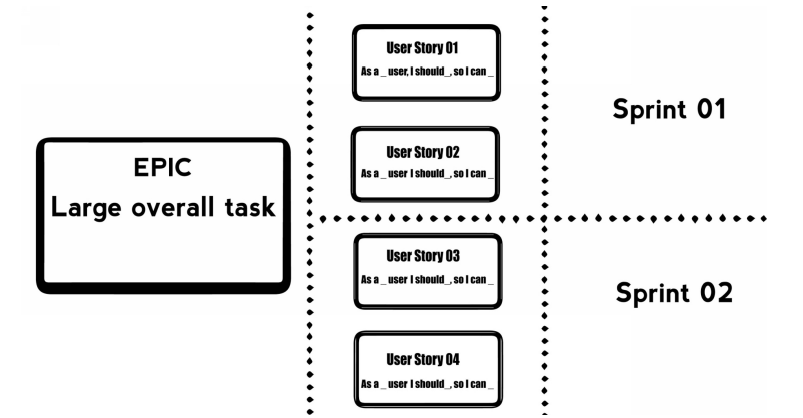 EPIC
Large overall task
User Story 01
As a _ user, I should_, so I can _
User Story 02
As a _ user I should_, so I can _
User Story 03
As a _ user I should_, so I can _
User Story 04
As a _ user I should_, so I can _
Sprint 01
Sprint 02